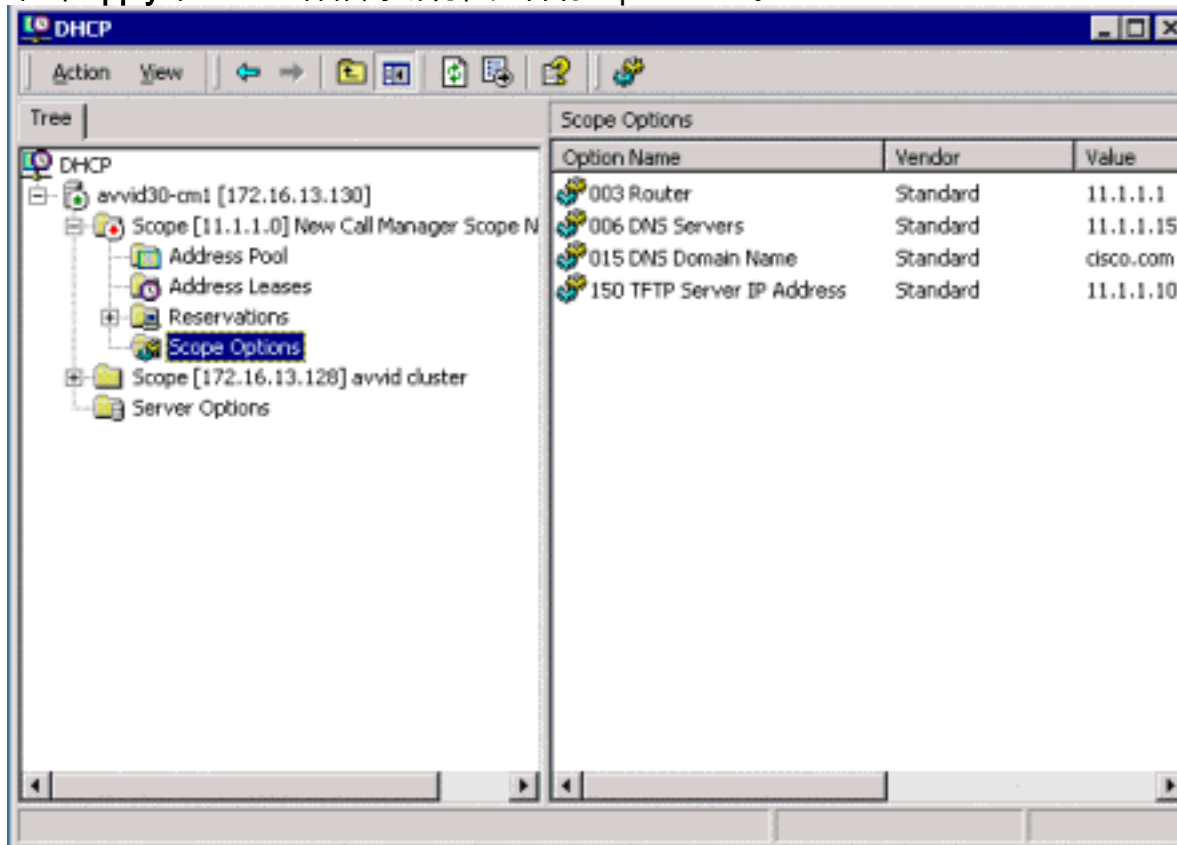 DHCP
Action View
Tree
Scope Options
DHCP
avvid30-cm1 [172.16.13.130]
Scope [11.1.1.0] New Call Manager Scope N
Address Pool
Address Leases
Reservations
Scope Options
Scope [172.16.13.128] avvid cluster
Server Options
Option Name Vendor Value
003 Router Standard 11.1.1.1
006 DNS Servers Standard 11.1.1.15
015 DNS Domain Name Standard cisco.com
150 TFTP Server IP Address Standard 11.1.1.10